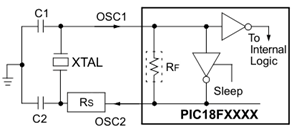 C1
OSC1
To
Internal
Logic
XTAL
RF
Sleep
C2
RS
OSC2
PIC18FXXXX